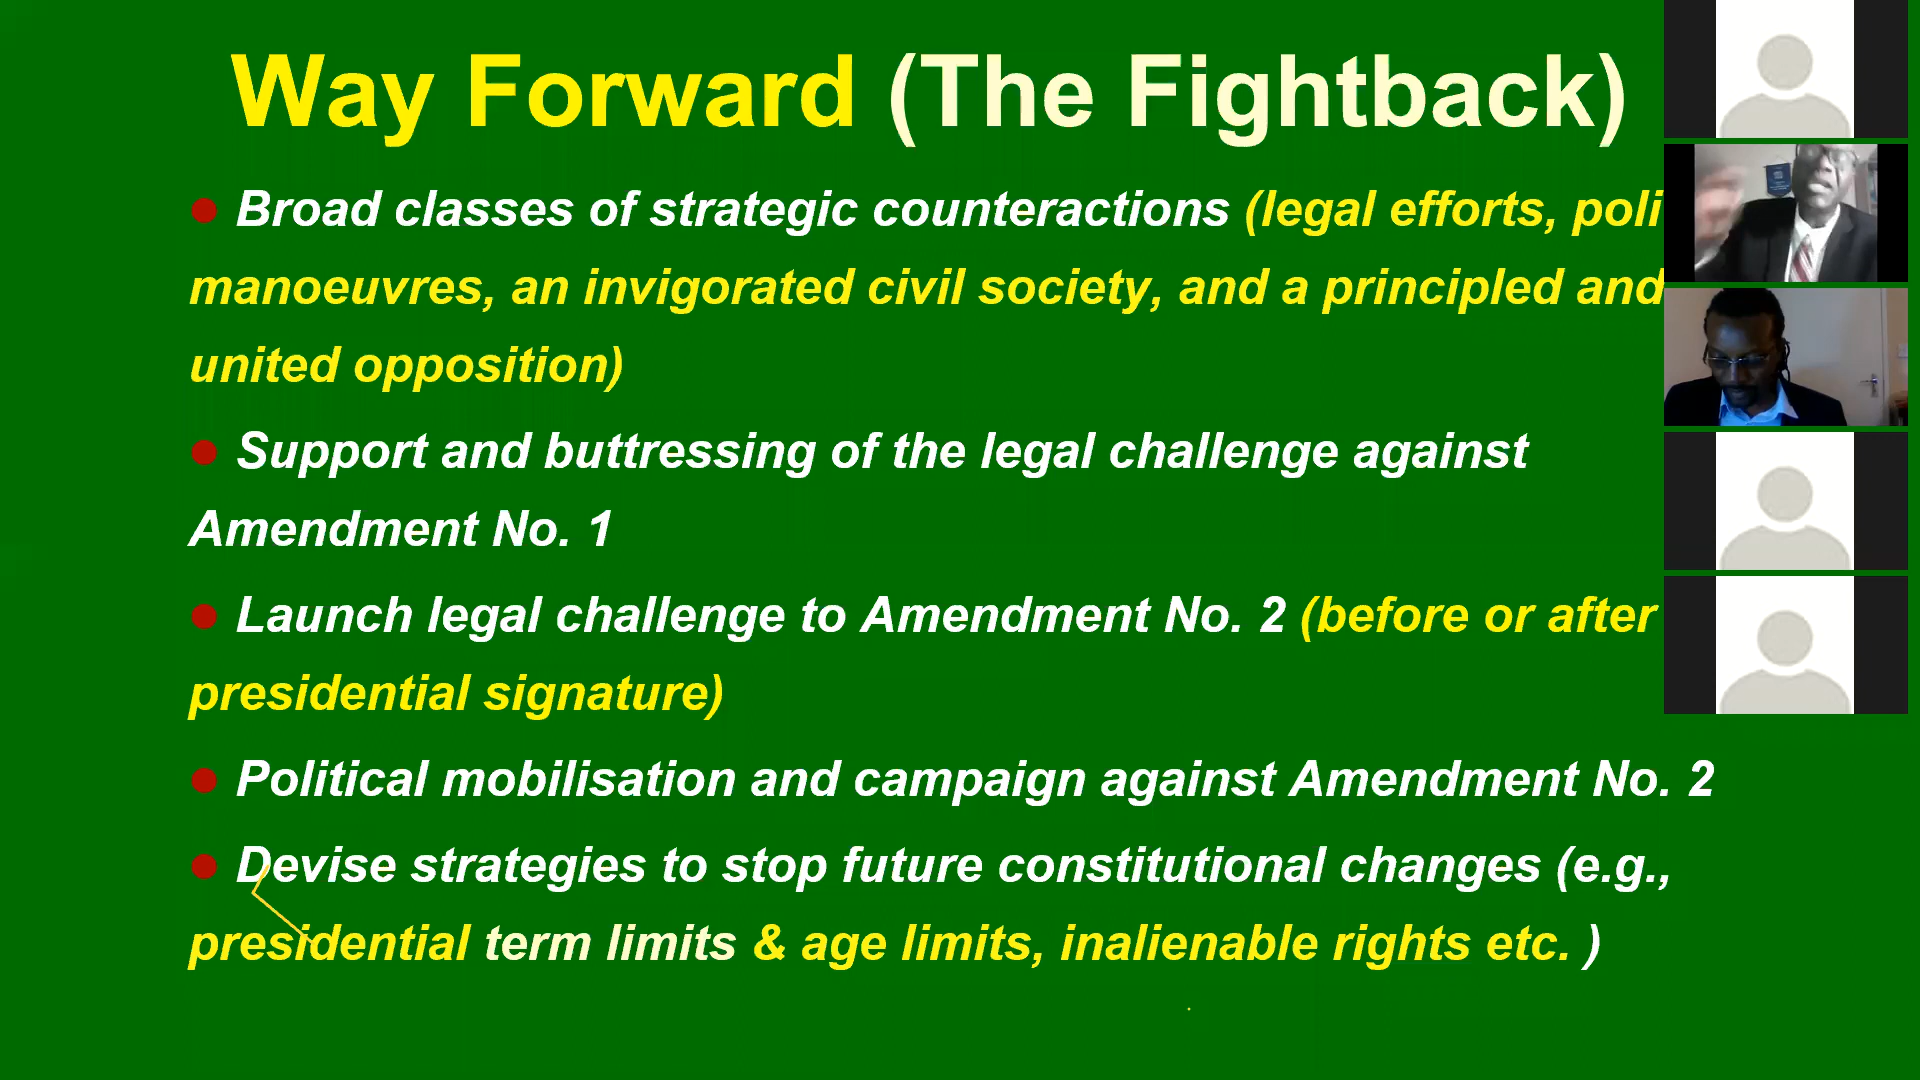 Way Forward (The Fightback)
● Broad classes of strategic counteractions (legal efforts, poli
manoeuvres, an invigorated civil society, and a principled and
united opposition)
● Support and buttressing of the legal challenge against
Amendment No. 1
● Launch legal challenge to Amendment No. 2 (before or after
presidential signature)
● Political mobilisation and campaign against Amendment No. 2
● Devise strategies to stop future constitutional changes (e.g.,
presidential term limits & age limits, inalienable rights etc. )